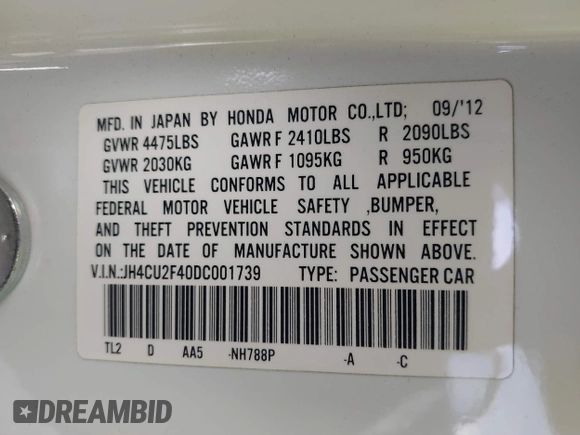 MFD. IN JAPAN BY HONDA MOTOR CO.,LTD; 09/'12
GVWR 4475LBS GAWR F 2410LBS R 2090LBS
GVWR 2030KG GAWR F 1095KG R 950KG
THIS VEHICLE CONFORMS TO ALL APPLICABLE
FEDERAL MOTOR VEHICLE SAFETY ,BUMPER,
AND THEFT PREVENTION STANDARDS IN EFFECT
ON THE DATE OF MANUFACTURE SHOWN ABOVE.
V.I.N.:JH4CU2F40DC001739 TYPE: PASSENGER CAR
TL2 D AA5 -NH788P -A -C
DREAMBID